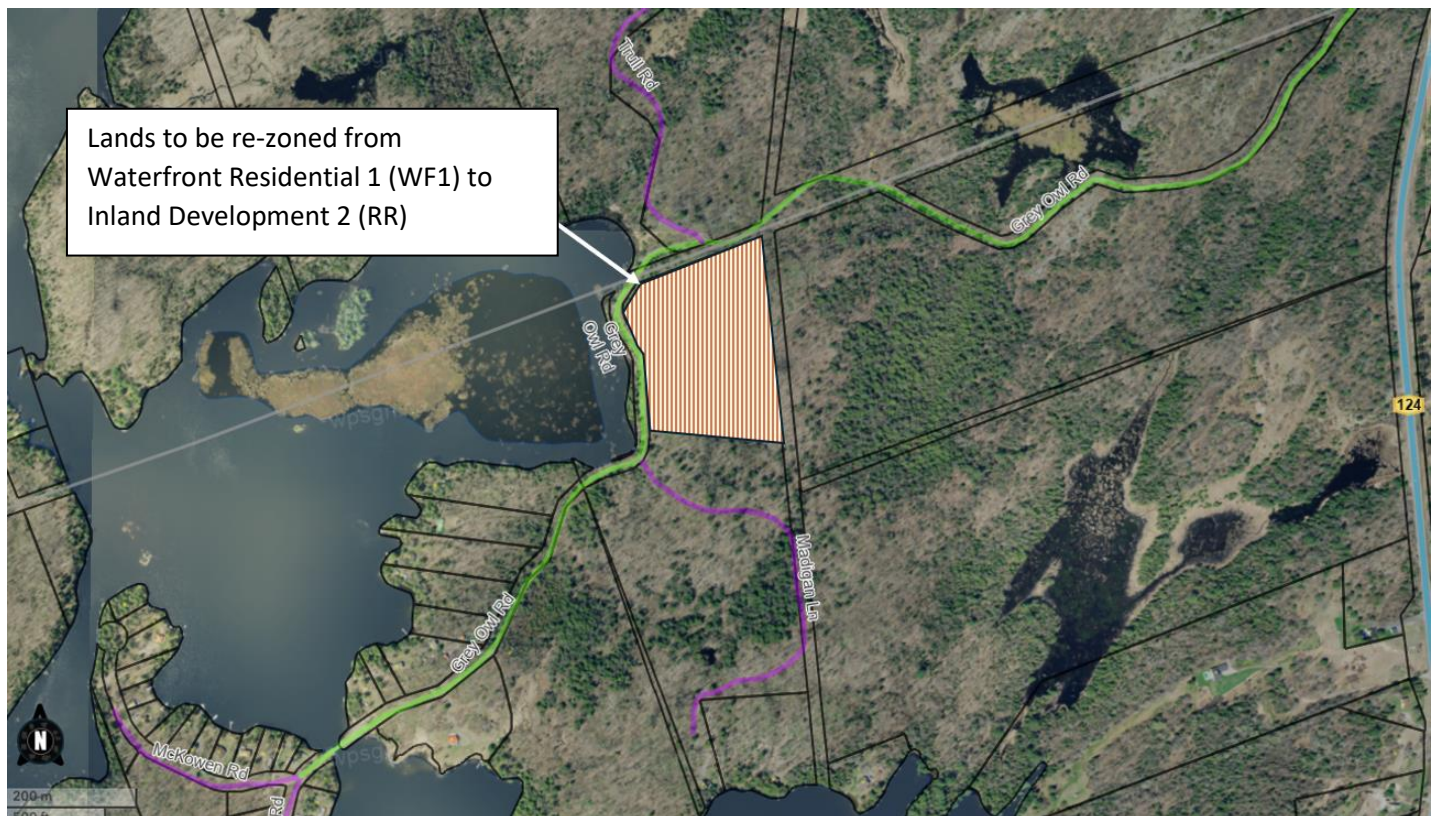 Lands to be re-zoned from
Waterfront Residential 1 (WF1) to
Inland Development 2 (RR)
Trull Rd
Grey Owl Rd
Grey
Owl Rd
124
Madigan Ln
Grey Owl Rd
McKowen Rd
Rd
N
200 m